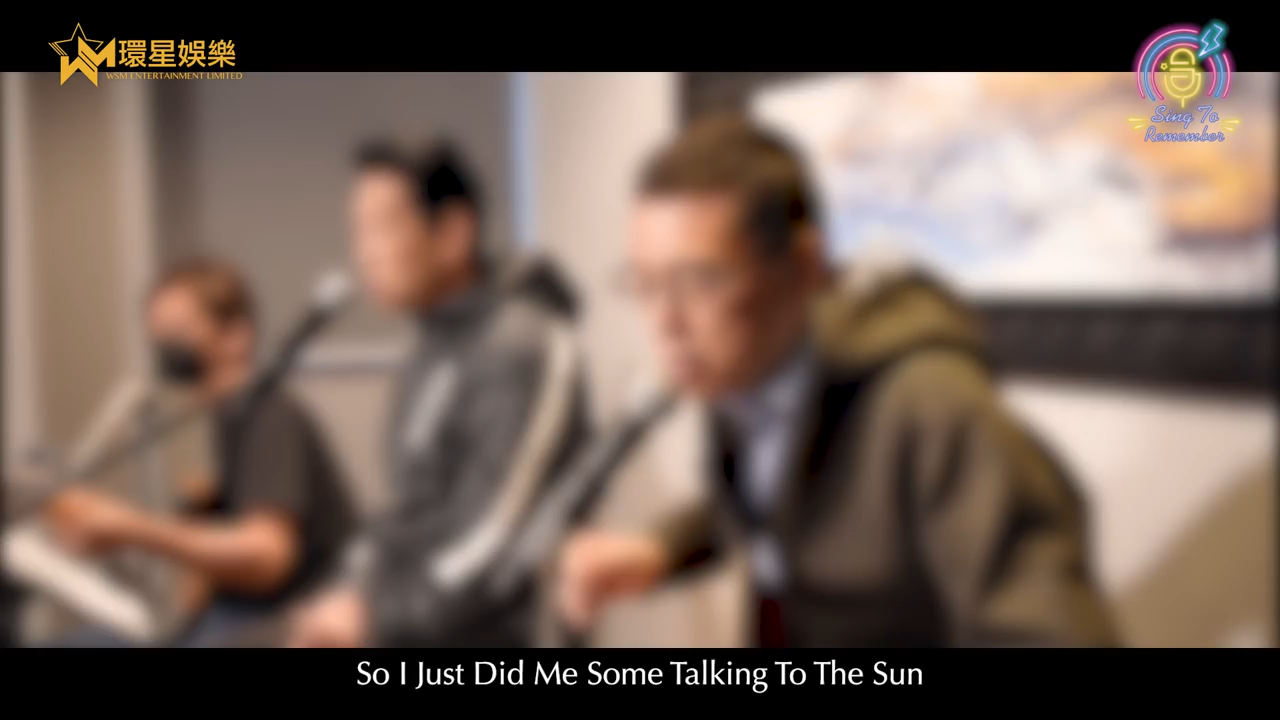 環星娛樂
WSM ENTERTAINMENT LIMITED
Sing To
Remember
So I Just Did Me Some Talking To The Sun